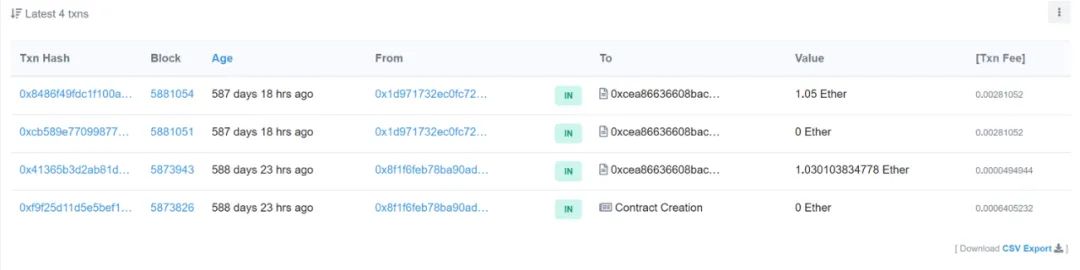 Latest 4 txns
Txn Hash Block Age From To Value [Txn Fee]
0x8486f49fdc1f100a... 5881054 587 days 18 hrs ago 0x1d971732ec0fc72... IN 0xcea86636608bac... 1.05 Ether 0.00281052
0xcb589e77099877... 5881051 587 days 18 hrs ago 0x1d971732ec0fc72... IN 0xcea86636608bac... 0 Ether 0.00281052
0x41365b3d2ab81d... 5873943 588 days 23 hrs ago 0x8f1f6feb78ba90ad... IN 0xcea86636608bac... 1.030103834778 Ether 0.0000494944
0xf9f25d11d5e5bef1... 5873826 588 days 23 hrs ago 0x8f1f6feb78ba90ad... IN Contract Creation 0 Ether 0.0006405232
[ Download CSV Export ]